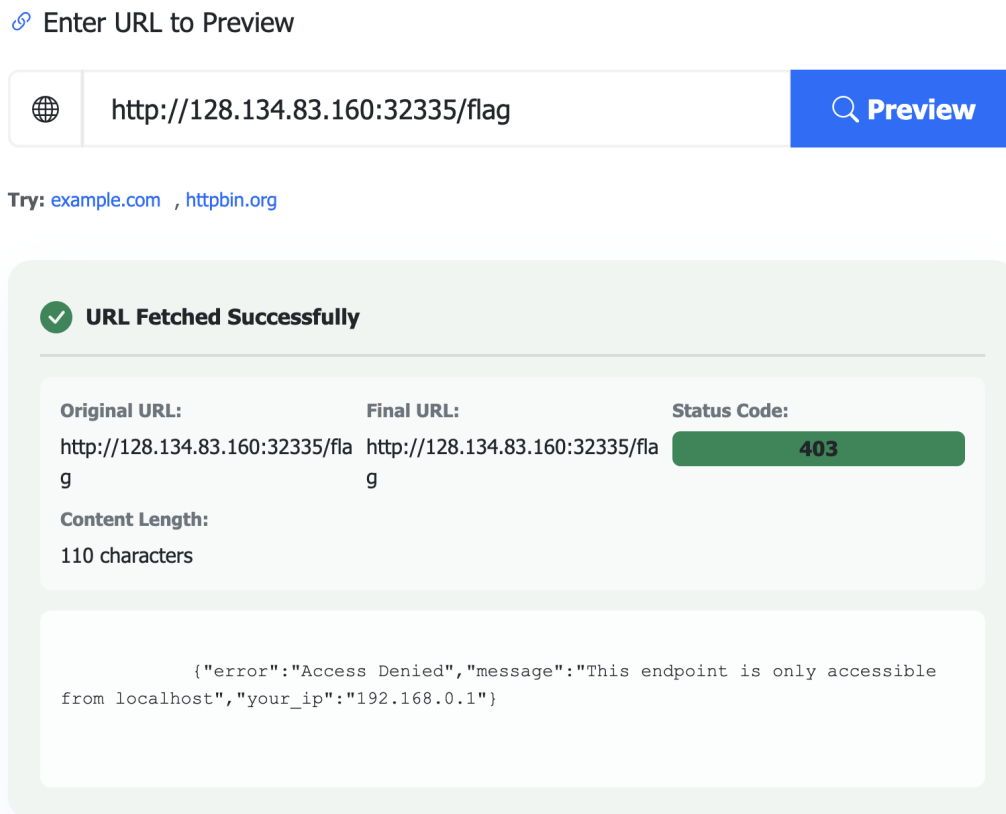 Enter URL to Preview
http://128.134.83.160:32335/flag
Preview
Try: example.com , httpbin.org
URL Fetched Successfully
Original URL:
http://128.134.83.160:32335/fla
g
Final URL:
http://128.134.83.160:32335/fla
g
Status Code:
403
Content Length:
110 characters
{"error":"Access Denied","message":"This endpoint is only accessible
from localhost","your_ip":"192.168.0.1"}